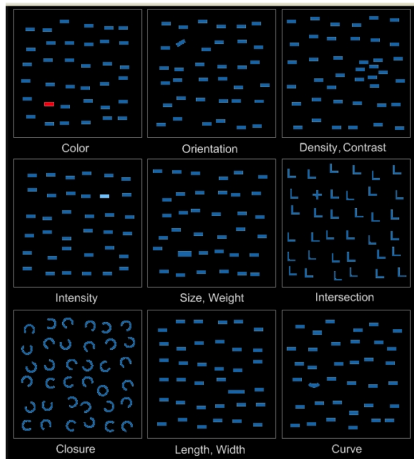 Color
Orientation
Density, Contrast
Intensity
Size, Weight
Intersection
Closure
Length, Width
Curve